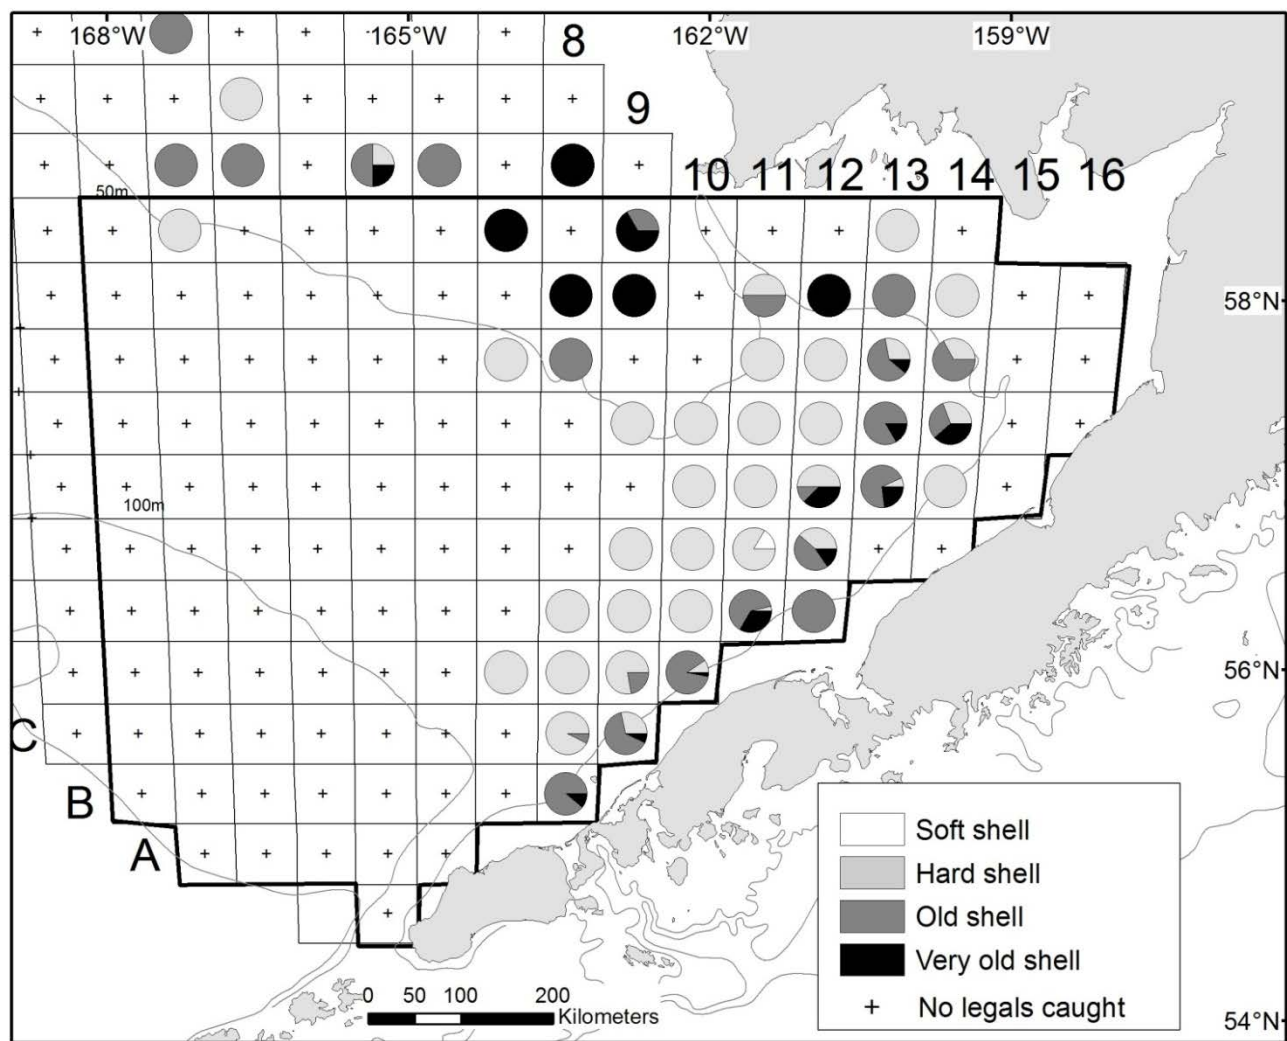 168°W 165°W 162°W 159°W
8
9
10 11 12 13 14 15 16
50m
58°N
100m
56°N
C
B
A
Soft shell
Hard shell
Old shell
Very old shell
+ No legals caught
0 50 100 200
Kilometers
54°N